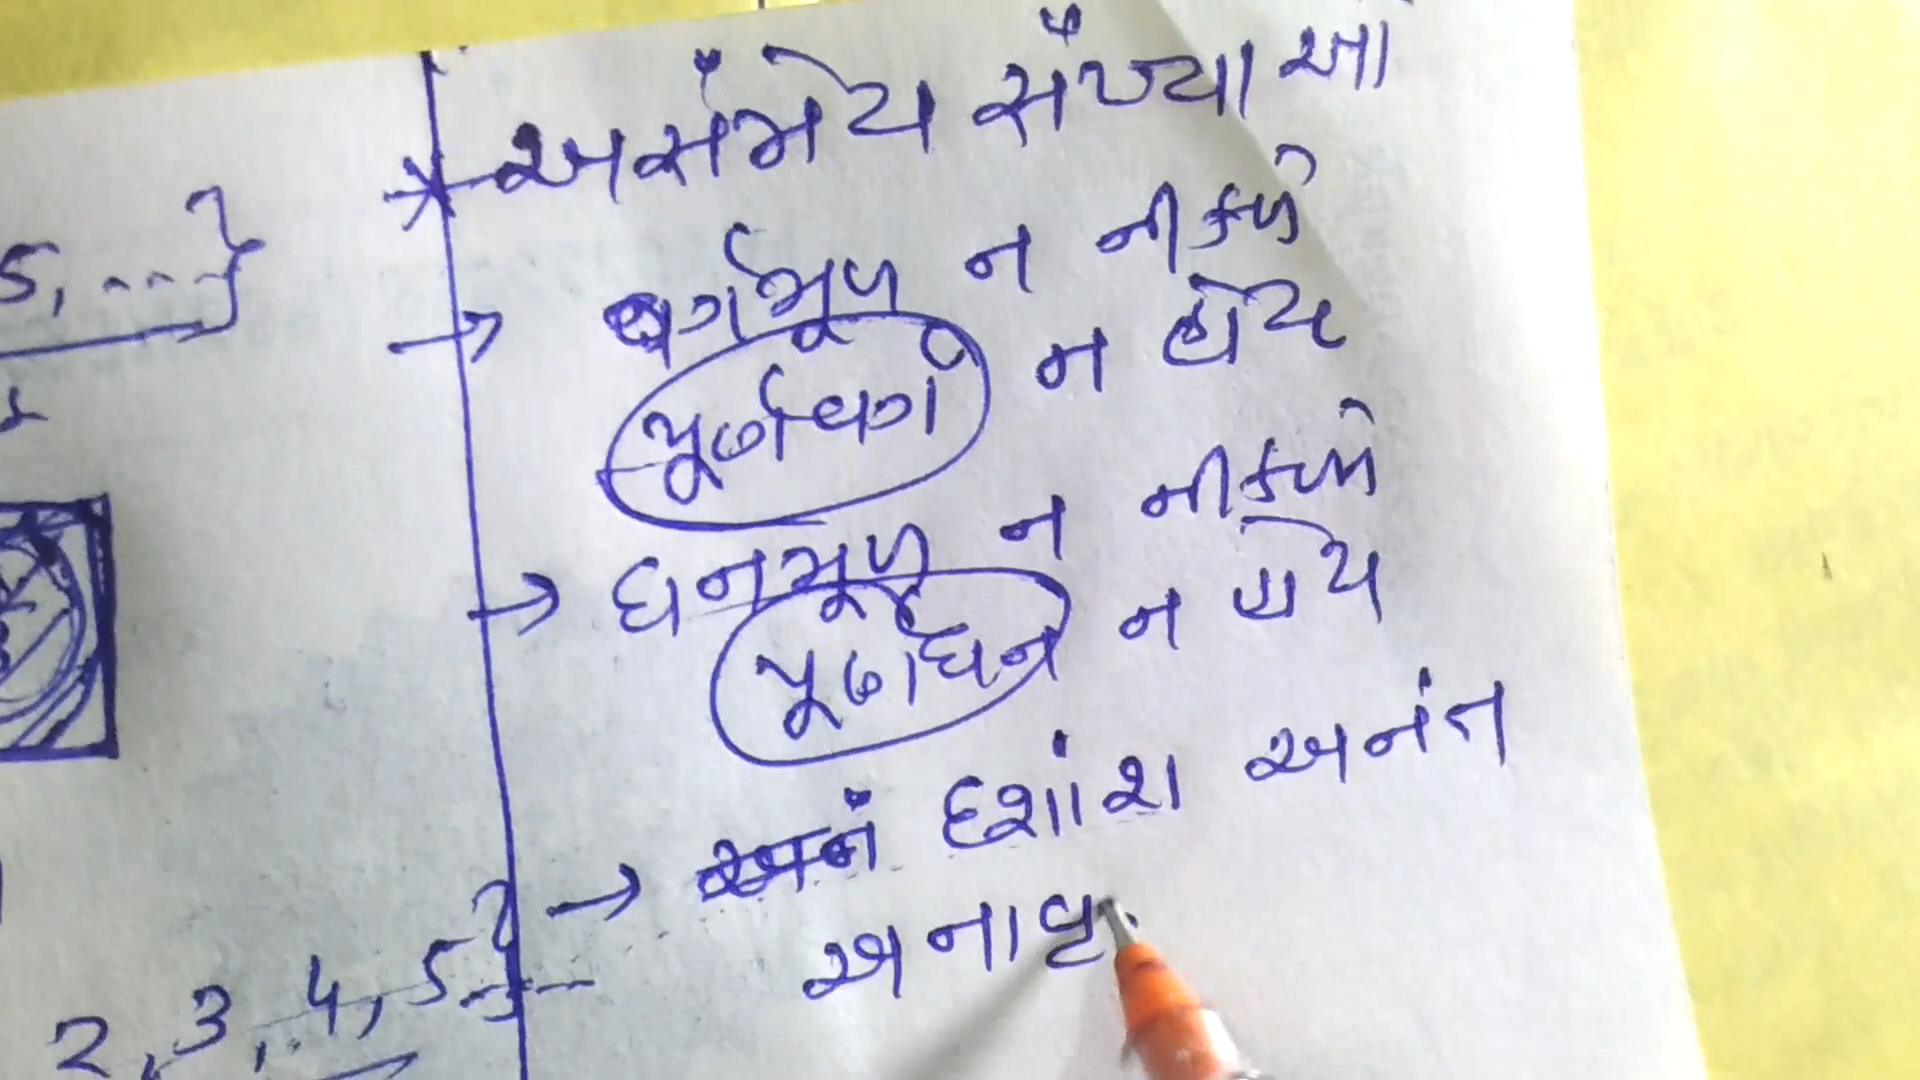 5, ....}
અસંમેય સંખ્યાઓ
→ વર્ગમૂળ ન નીકળે
પૂર્ણવર્ગ ન હોય
→ ઘનમૂળ ન નીકળે
પૂર્ણઘન ન હોય
→ દશાંશ અનંત
અનાવૃ
2, 3, 4, 5